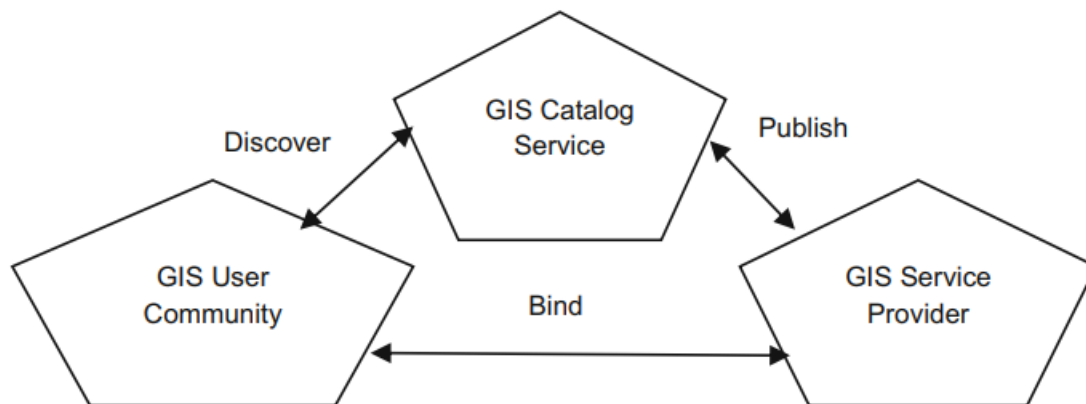 GIS Catalog
Service
Discover
Publish
GIS User
Community
Bind
GIS Service
Provider